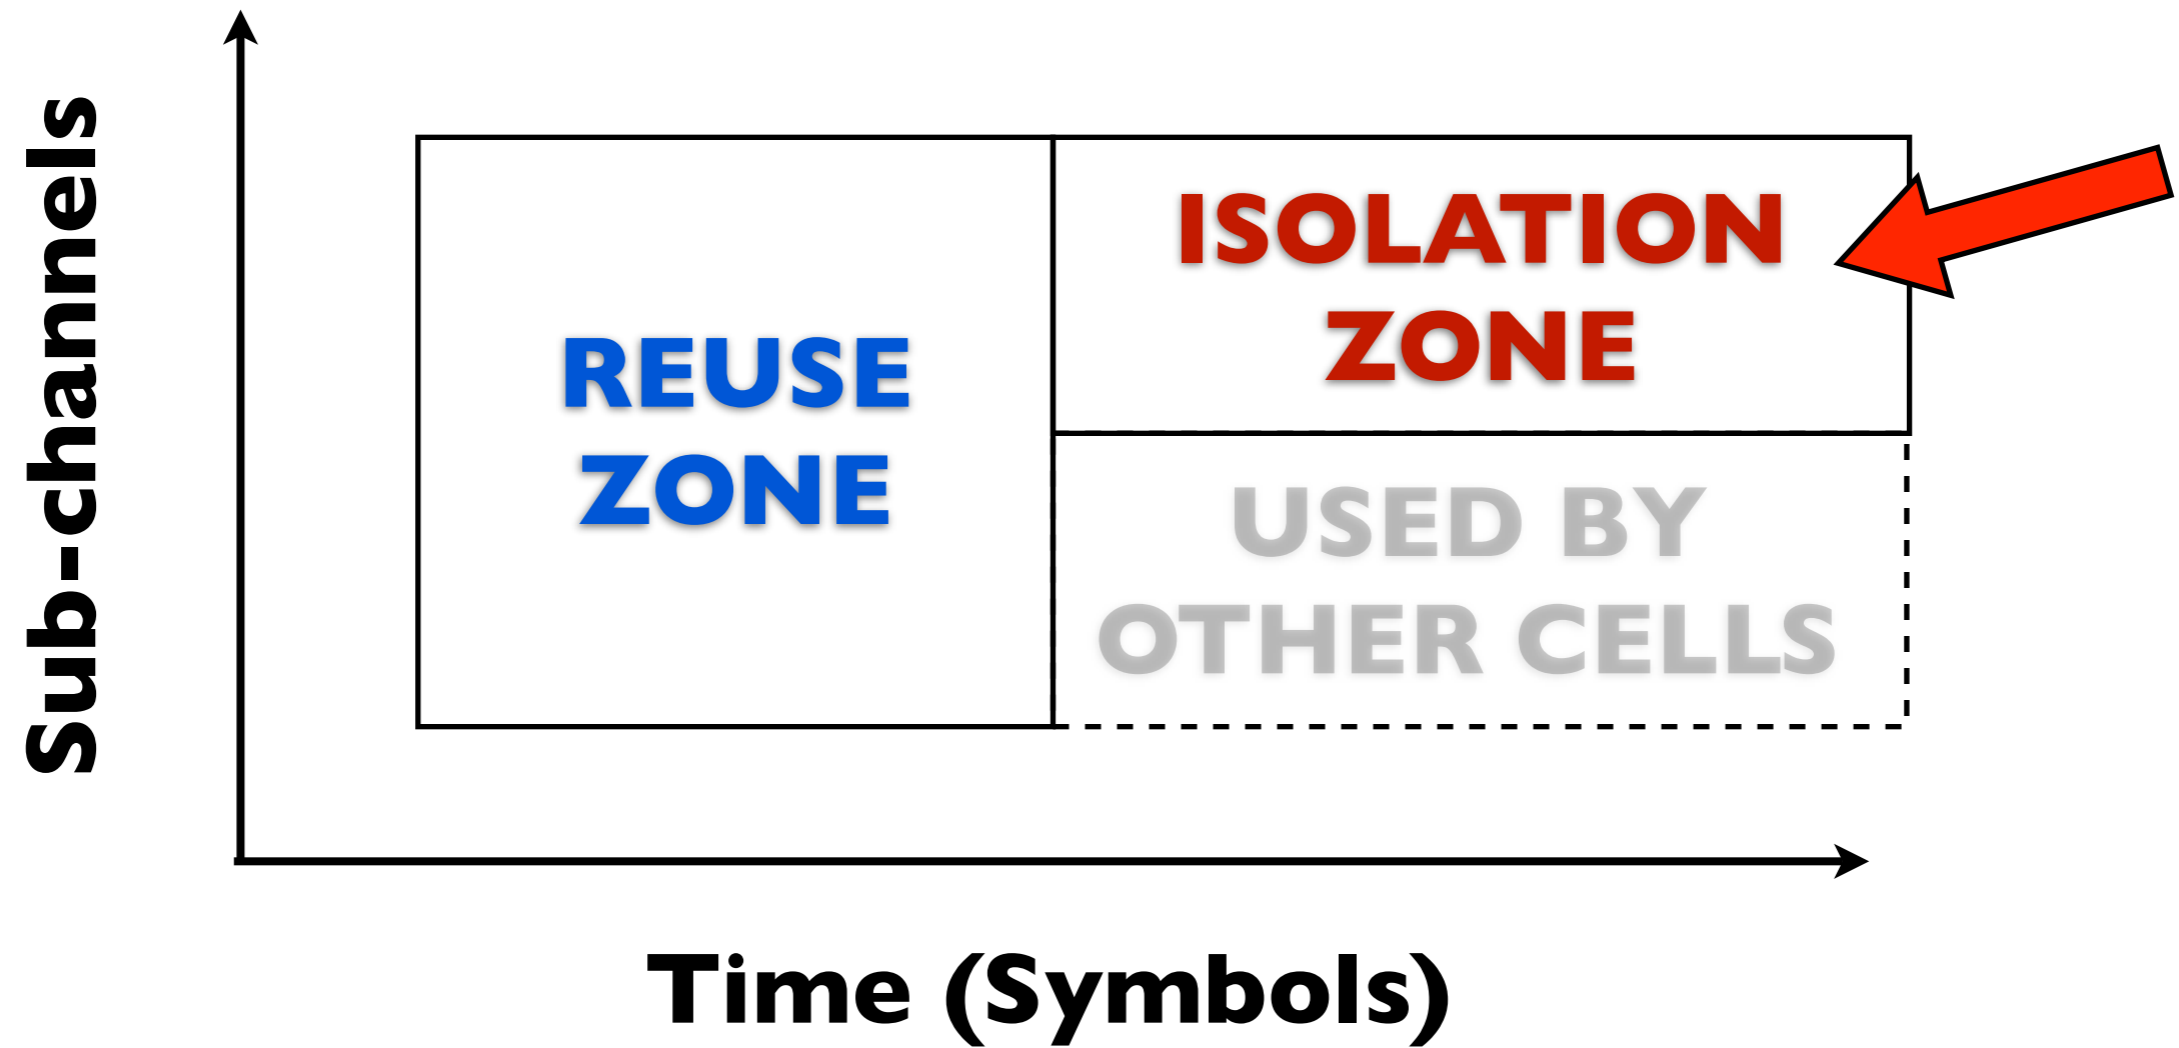 Sub-channels
REUSE
ZONE
ISOLATION
ZONE
USED BY
OTHER CELLS
Time (Symbols)